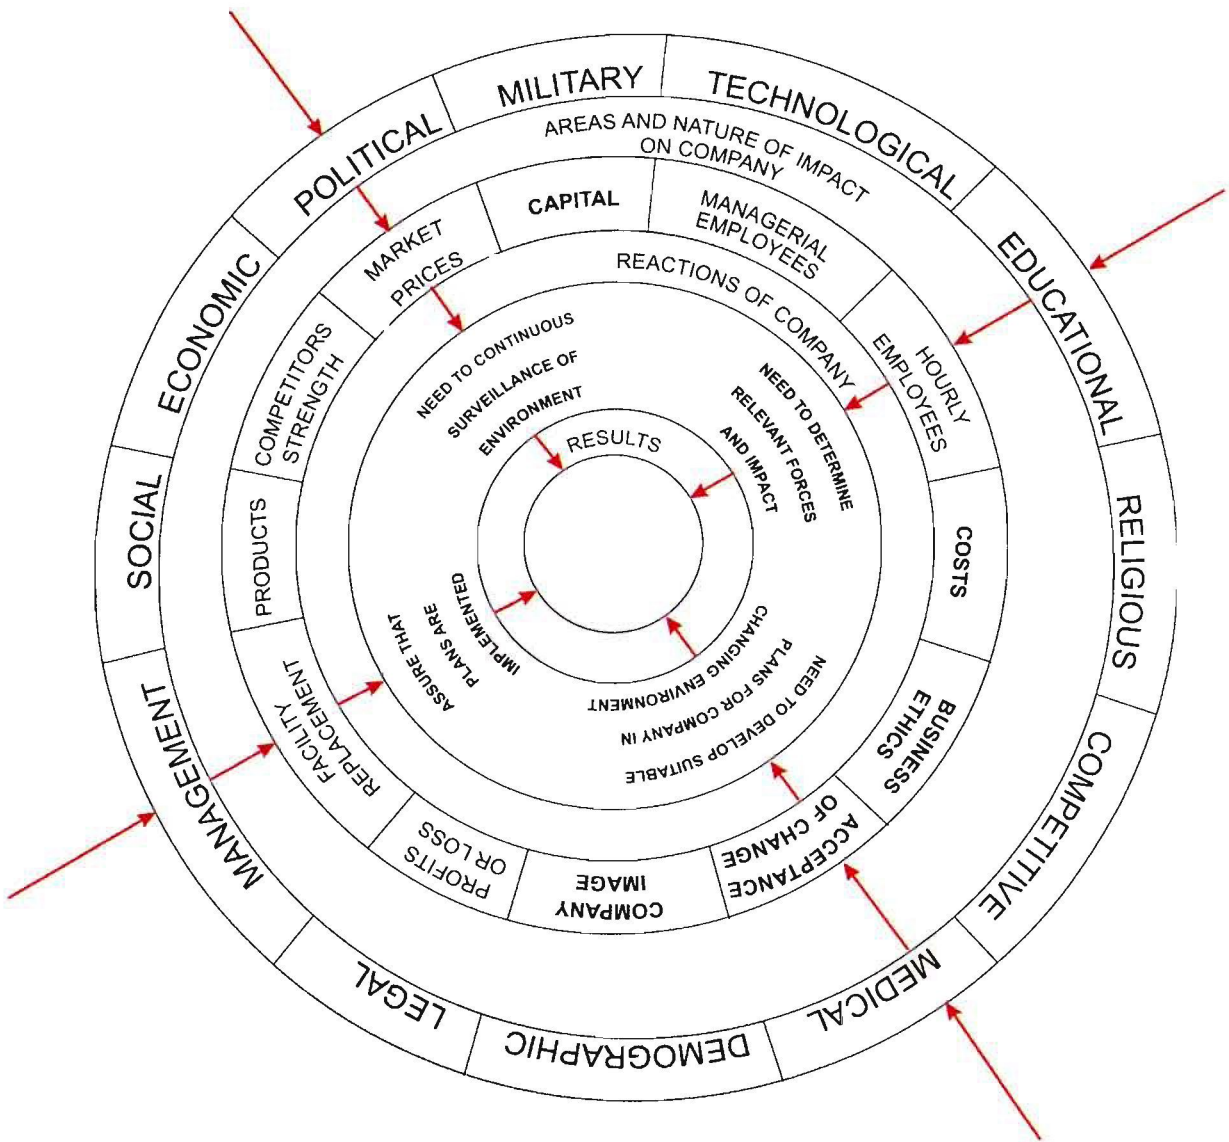 MILITARY
TECHNOLOGICAL
EDUCATIONAL
RELIGIOUS
COMPETITIVE
MEDICAL
DEMOGRAPHIC
LEGAL
MANAGEMENT
SOCIAL
ECONOMIC
POLITICAL
AREAS AND NATURE OF IMPACT
ON COMPANY
CAPITAL
MANAGERIAL
EMPLOYEES
HOURLY
EMPLOYEES
COSTS
BUSINESS
ETHICS
ACCEPTANCE
OF CHANGE
COMPANY
IMAGE
PROFITS
OR LOSS
FACILITY
REPLACEMENT
PRODUCTS
COMPETITORS
STRENGTH
MARKET
PRICES
REACTIONS OF COMPANY
NEED TO CONTINUOUS
SURVEILLANCE OF
ENVIRONMENT
NEED TO DETERMINE
RELEVANT FORCES
AND IMPACT
NEED TO DEVELOP SUITABLE
PLANS FOR COMPANY IN
CHANGING ENVIRONMENT
ASSURE THAT
PLANS ARE
IMPLEMENTED
RESULTS